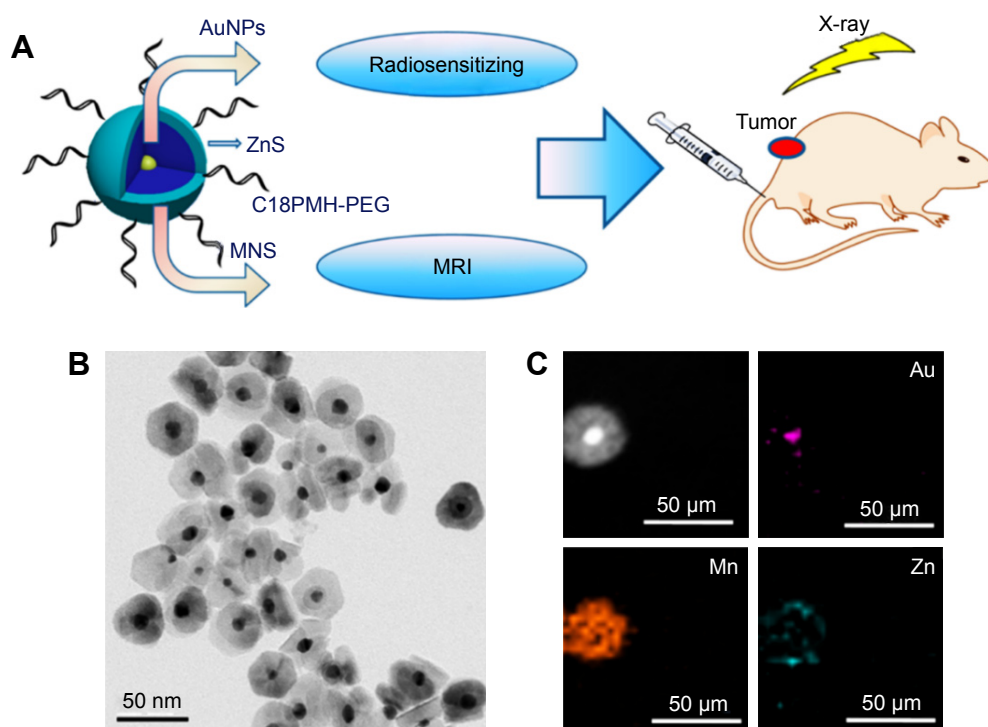 A
AuNPs
Radiosensitizing
X-ray
Tumor
ZnS
C18PMH-PEG
MNS
MRI
B
50 nm
C
Au
50 µm
50 µm
Mn
Zn
50 µm
50 µm